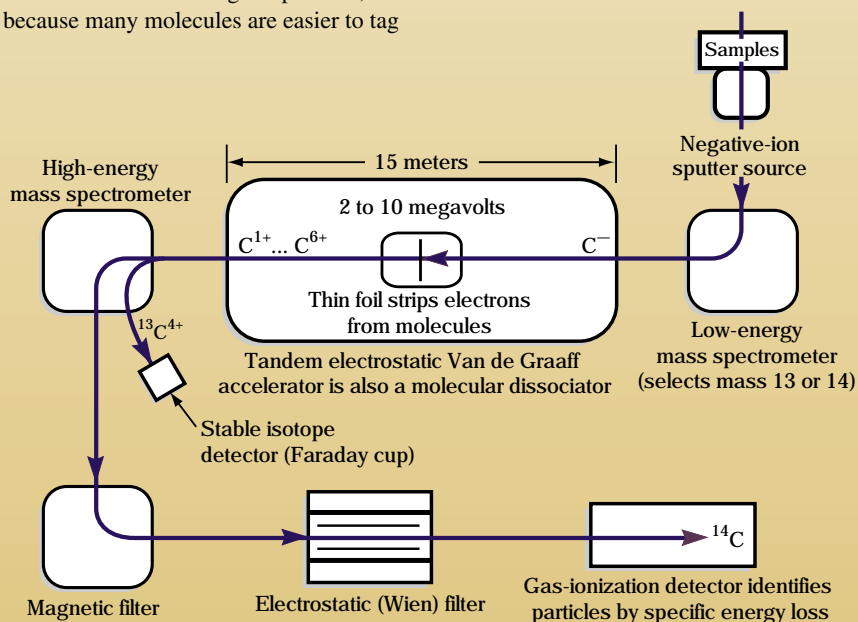 because many molecules are easier to tag
Samples
Negative-ion
sputter source
15 meters
High-energy
mass spectrometer
2 to 10 megavolts
C¹⁺... C⁶⁺
C⁻
Thin foil strips electrons
from molecules
Low-energy
mass spectrometer
(selects mass 13 or 14)
¹³C⁴⁺
Tandem electrostatic Van de Graaff
accelerator is also a molecular dissociator
Stable isotope
detector (Faraday cup)
¹⁴C
Magnetic filter
Electrostatic (Wien) filter
Gas-ionization detector identifies
particles by specific energy loss